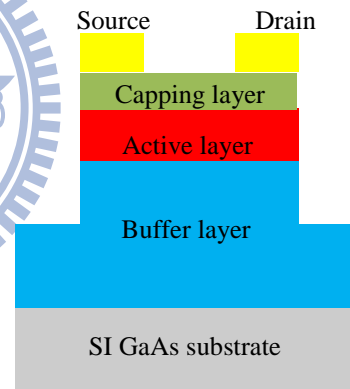 Source Drain
Capping layer
Active layer
Buffer layer
SI GaAs substrate